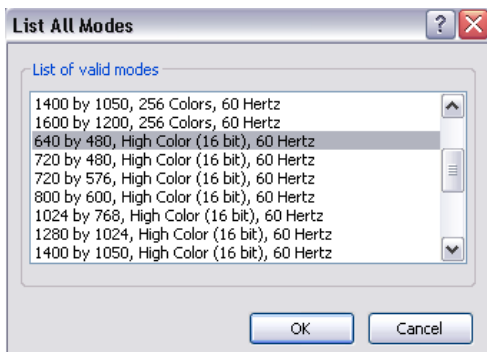 List All Modes
List of valid modes
1400 by 1050, 256 Colors, 60 Hertz
1600 by 1200, 256 Colors, 60 Hertz
640 by 480, High Color (16 bit), 60 Hertz
720 by 480, High Color (16 bit), 60 Hertz
720 by 576, High Color (16 bit), 60 Hertz
800 by 600, High Color (16 bit), 60 Hertz
1024 by 768, High Color (16 bit), 60 Hertz
1280 by 1024, High Color (16 bit), 60 Hertz
1400 by 1050, High Color (16 bit), 60 Hertz
OK Cancel